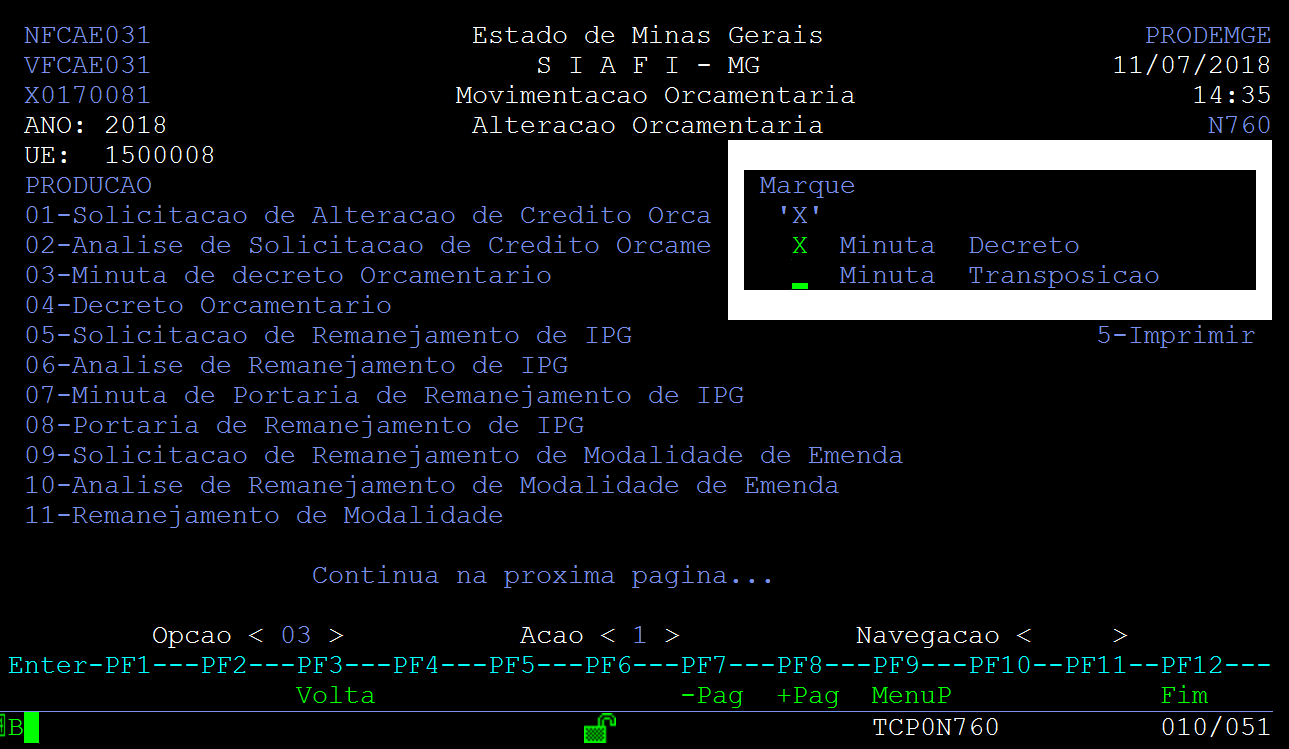 NFCAE031 Estado de Minas Gerais PRODEMGE
VFCAE031 S I A F I - MG 11/07/2018
X0170081 Movimentacao Orcamentaria 14:35
ANO: 2018 Alteracao Orcamentaria N760
UE: 1500008
PRODUCAO Marque
01-Solicitacao de Alteracao de Credito Orca 'X'
02-Analise de Solicitacao de Credito Orcame X Minuta Decreto
03-Minuta de decreto Orcamentario _ Minuta Transposicao
04-Decreto Orcamentario
05-Solicitacao de Remanejamento de IPG 5-Imprimir
06-Analise de Remanejamento de IPG
07-Minuta de Portaria de Remanejamento de IPG
08-Portaria de Remanejamento de IPG
09-Solicitacao de Remanejamento de Modalidade de Emenda
10-Analise de Remanejamento de Modalidade de Emenda
11-Remanejamento de Modalidade
Continua na proxima pagina...
Opcao < 03 > Acao < 1 > Navegacao < >
Enter-PF1---PF2---PF3---PF4---PF5---PF6---PF7---PF8---PF9---PF10--PF11--PF12---
Volta -Pag +Pag MenuP Fim
B TCP0N760 010/051